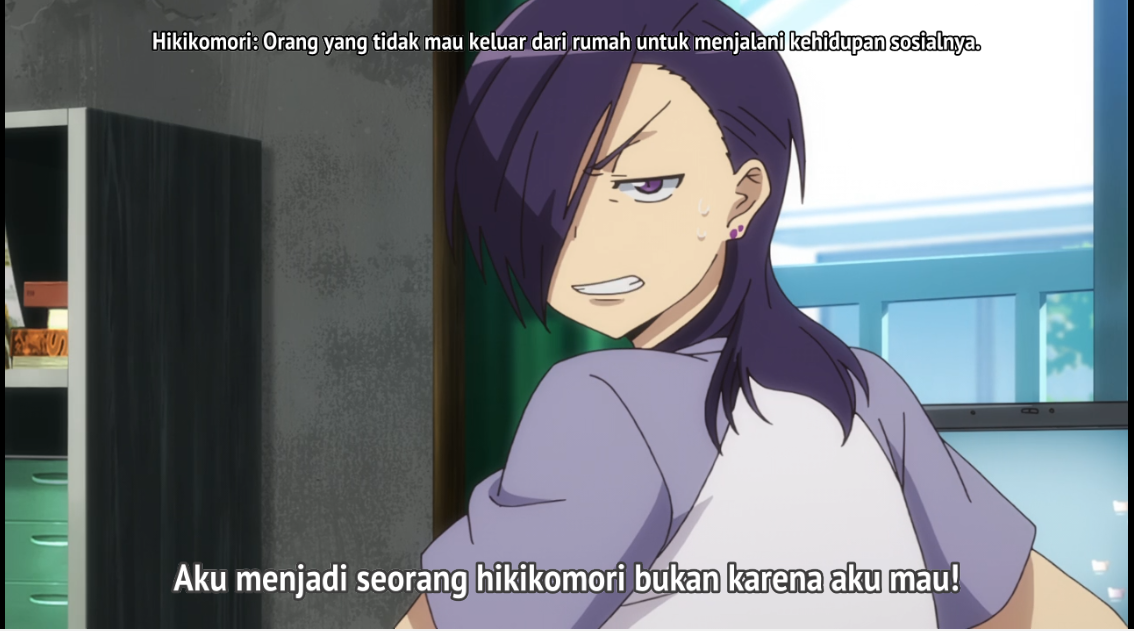 Hikikomori: Orang yang tidak mau keluar dari rumah untuk menjalani kehidupan sosialnya.
Aku menjadi seorang hikikomori bukan karena aku mau!